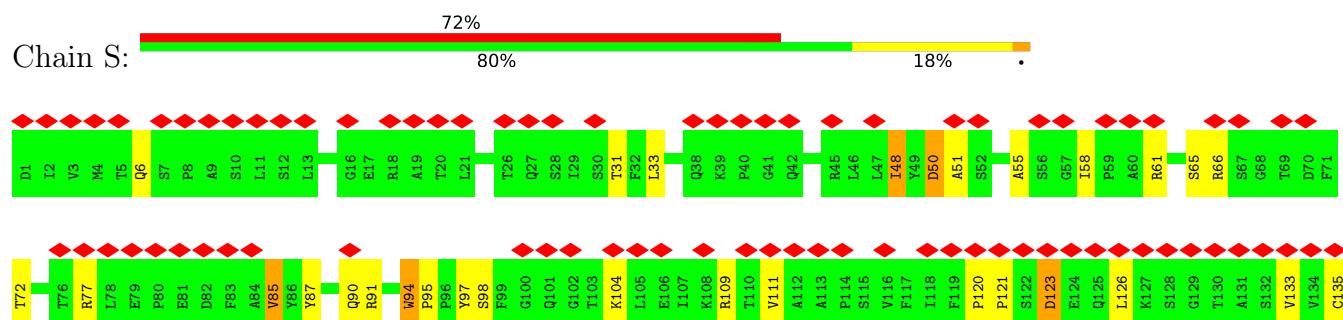 72%
Chain S:
80% 18% •
D1 I2 V3 M4 T5 Q6 S7 P8 A9 S10 L11 S12 L13 G16 E17 R18 A19 T20 L21 T26 Q27 S28 I29 S30 T31 F32 L33 Q38 K39 P40 G41 Q42 R45 L46 L47 I48 Y49 D50 A51 S52 A55 S56 G57 I58 P59 A60 R61 S65 R66 S67 G68 T69 D70 F71
T72 T76 R77 L78 E79 P80 E81 D82 F83 A84 V85 Y86 Y87 Q90 R91 W94 P95 P96 Y97 S98 F99 G100 Q101 G102 T103 K104 L105 E106 I107 K108 R109 T110 V111 A112 A113 P114 S115 V116 F117 I118 F119 P120 P121 S122 D123 E124 Q125 L126 K127 S128 G129 T130 A131 S132 V133 V134 C135